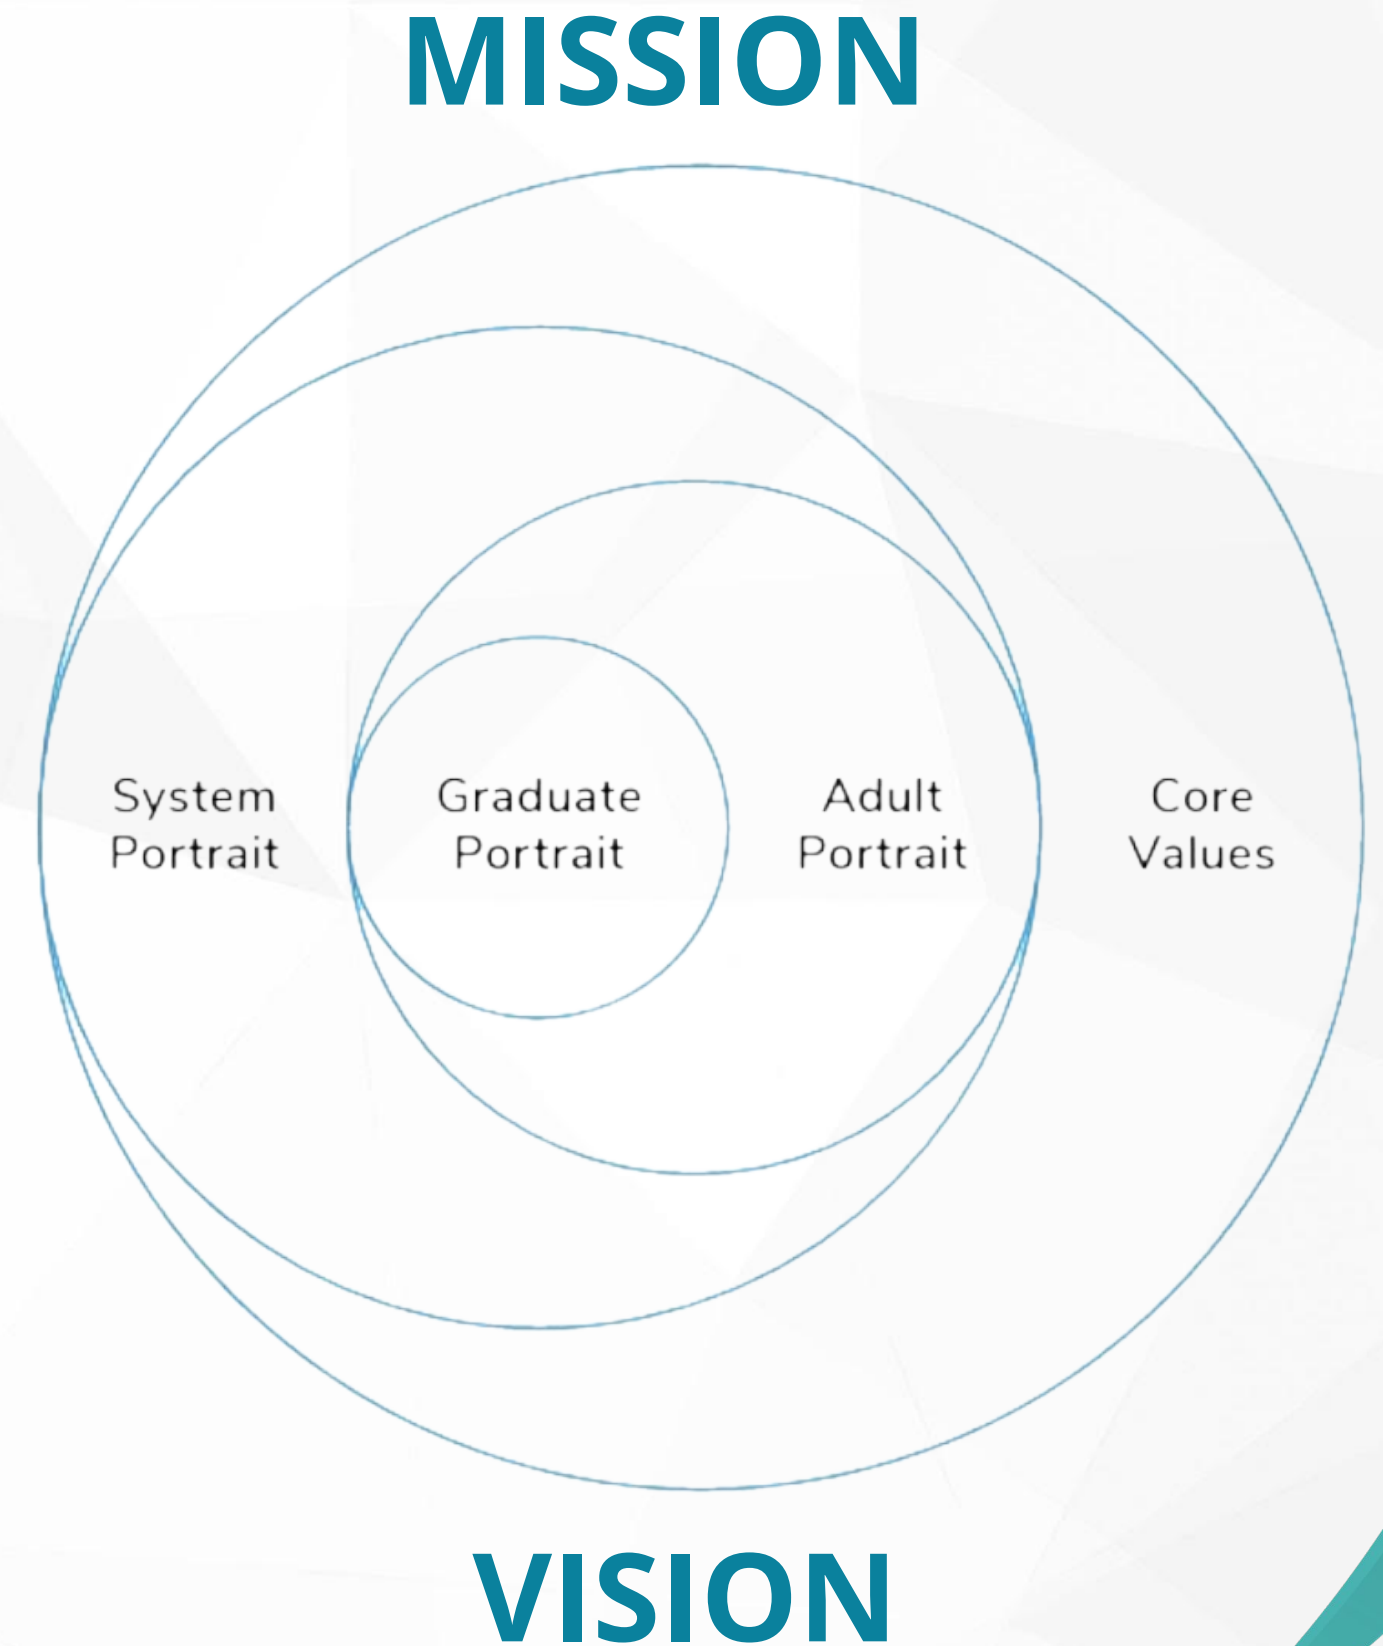 MISSION
System
Portrait
Graduate
Portrait
Adult
Portrait
Core
Values
VISION